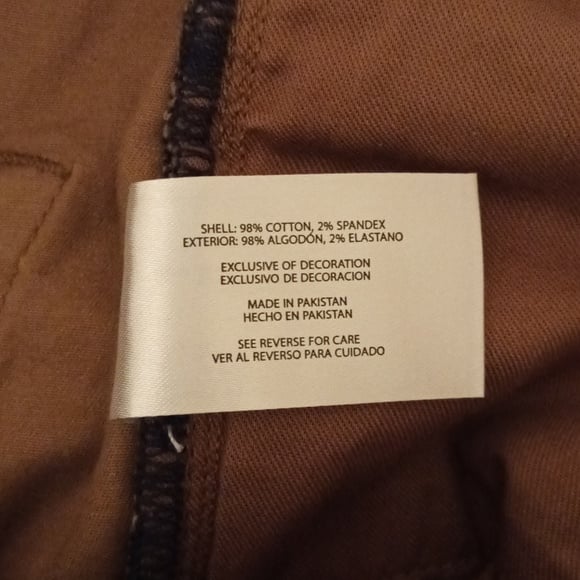 SHELL: 98% COTTON, 2% SPANDEX
EXTERIOR: 98% ALGODÓN, 2% ELASTANO
EXCLUSIVE OF DECORATION
EXCLUSIVO DE DECORACION
MADE IN PAKISTAN
HECHO EN PAKISTAN
SEE REVERSE FOR CARE
VER AL REVERSO PARA CUIDADO